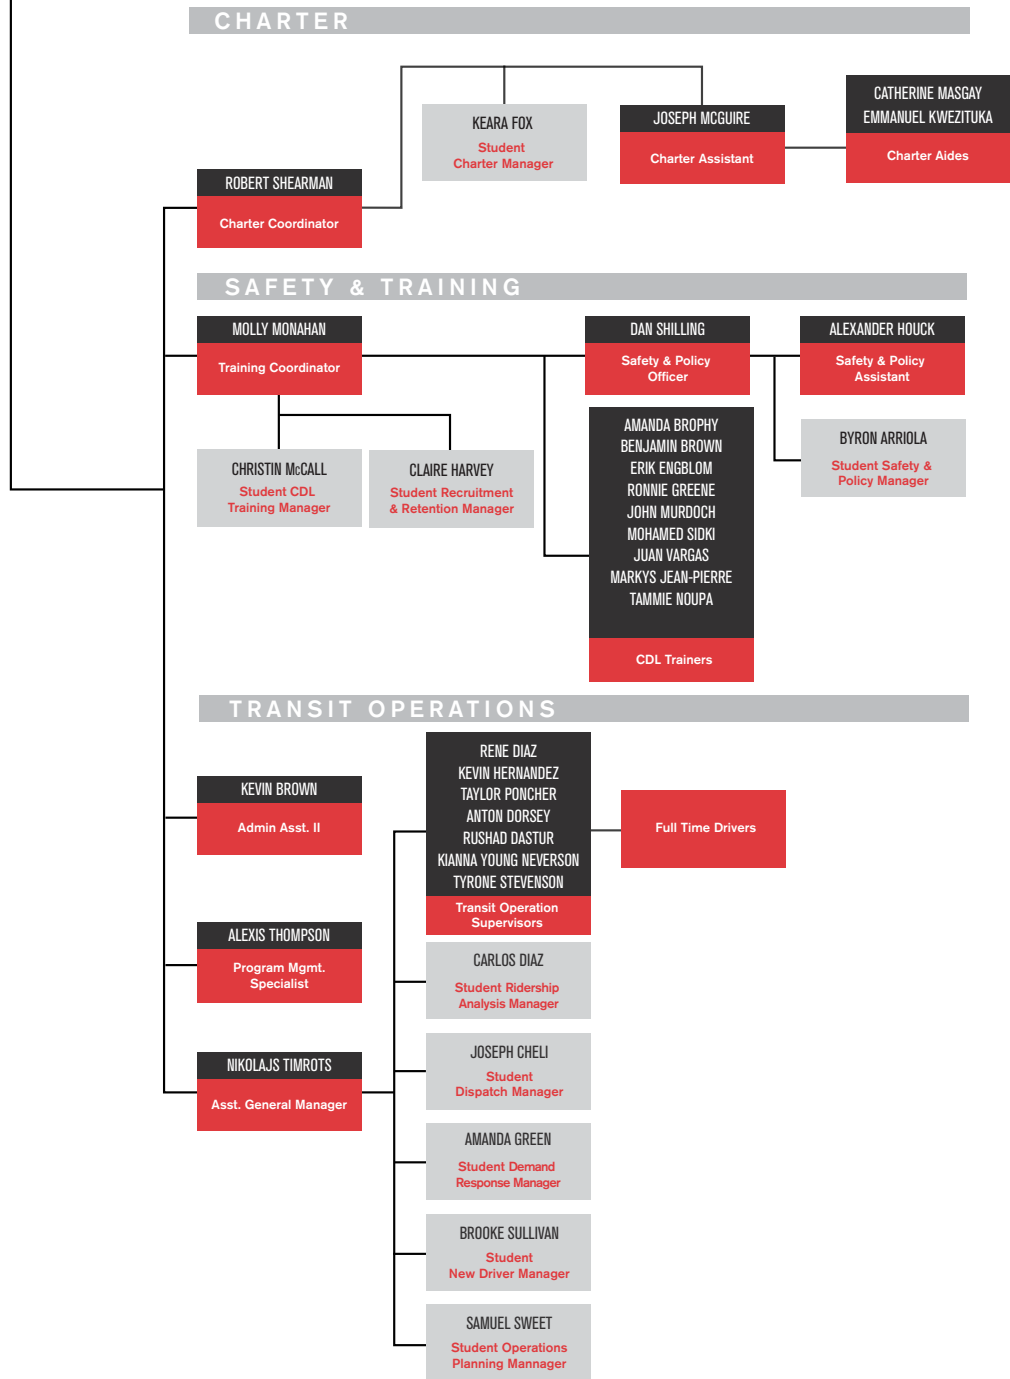 CHARTER
KEARA FOX
Student
Charter Manager
JOSEPH MCGUIRE
Charter Assistant
CATHERINE MASGAY
EMMANUEL KWEZITUKA
Charter Aides
ROBERT SHEARMAN
Charter Coordinator
SAFETY & TRAINING
MOLLY MONAHAN
Training Coordinator
DAN SHILLING
Safety & Policy
Officer
ALEXANDER HOUCK
Safety & Policy
Assistant
CHRISTIN McCALL
Student CDL
Training Manager
CLAIRE HARVEY
Student Recruitment
& Retention Manager
AMANDA BROPHY
BENJAMIN BROWN
ERIK ENGBLOM
RONNIE GREENE
JOHN MURDOCH
MOHAMED SIDKI
JUAN VARGAS
MARKYS JEAN-PIERRE
TAMMIE NOUPA
CDL Trainers
BYRON ARRIOLA
Student Safety &
Policy Manager
TRANSIT OPERATIONS
KEVIN BROWN
Admin Asst. II
RENE DIAZ
KEVIN HERNANDEZ
TAYLOR PONCHER
ANTON DORSEY
RUSHAD DASTUR
KIANNA YOUNG NEVERSON
TYRONE STEVENSON
Transit Operation
Supervisors
Full Time Drivers
ALEXIS THOMPSON
Program Mgmt.
Specialist
CARLOS DIAZ
Student Ridership
Analysis Manager
NIKOLAJS TIMROTS
Asst. General Manager
JOSEPH CHELI
Student
Dispatch Manager
AMANDA GREEN
Student Demand
Response Manager
BROOKE SULLIVAN
Student
New Driver Manager
SAMUEL SWEET
Student Operations
Planning Mannager